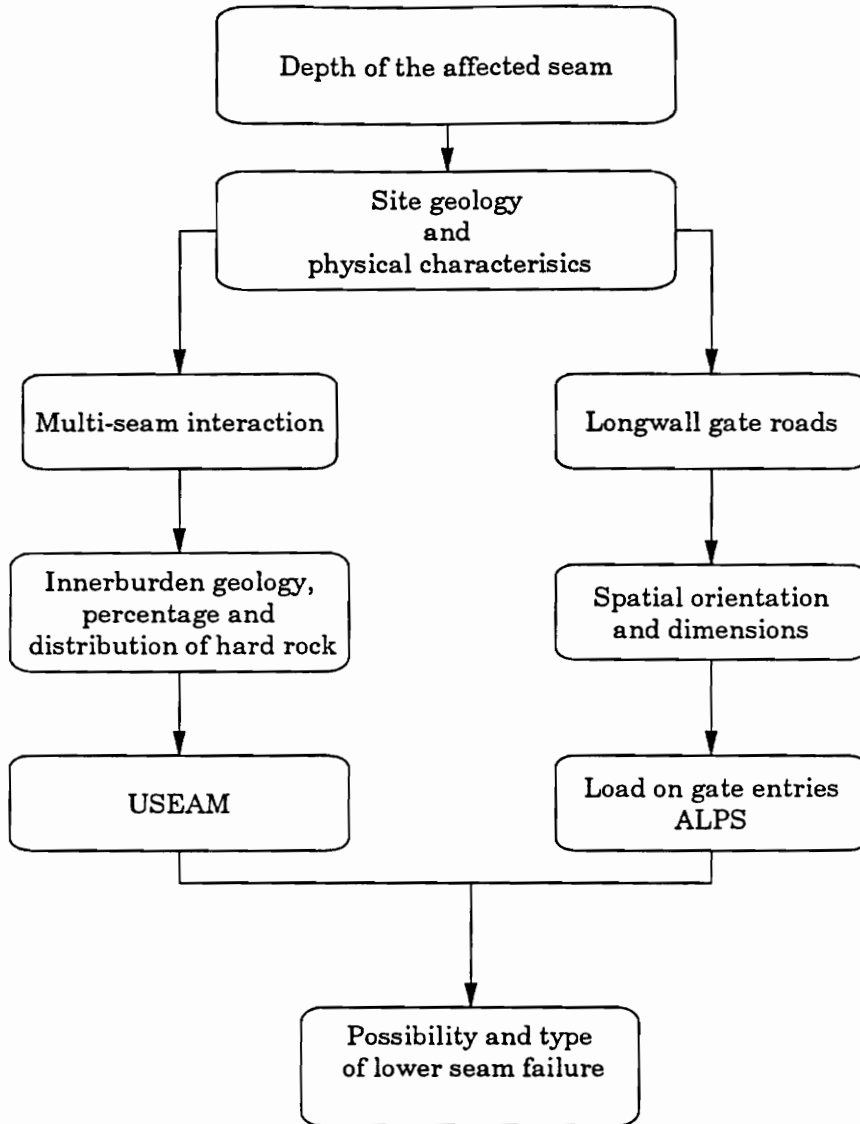 Depth of the affected seam
Site geology
and
physical characterisics
Multi-seam interaction
Longwall gate roads
Innerburden geology,
percentage and
distribution of hard rock
Spatial orientation
and dimensions
USEAM
Load on gate entries
ALPS
Possibility and type
of lower seam failure